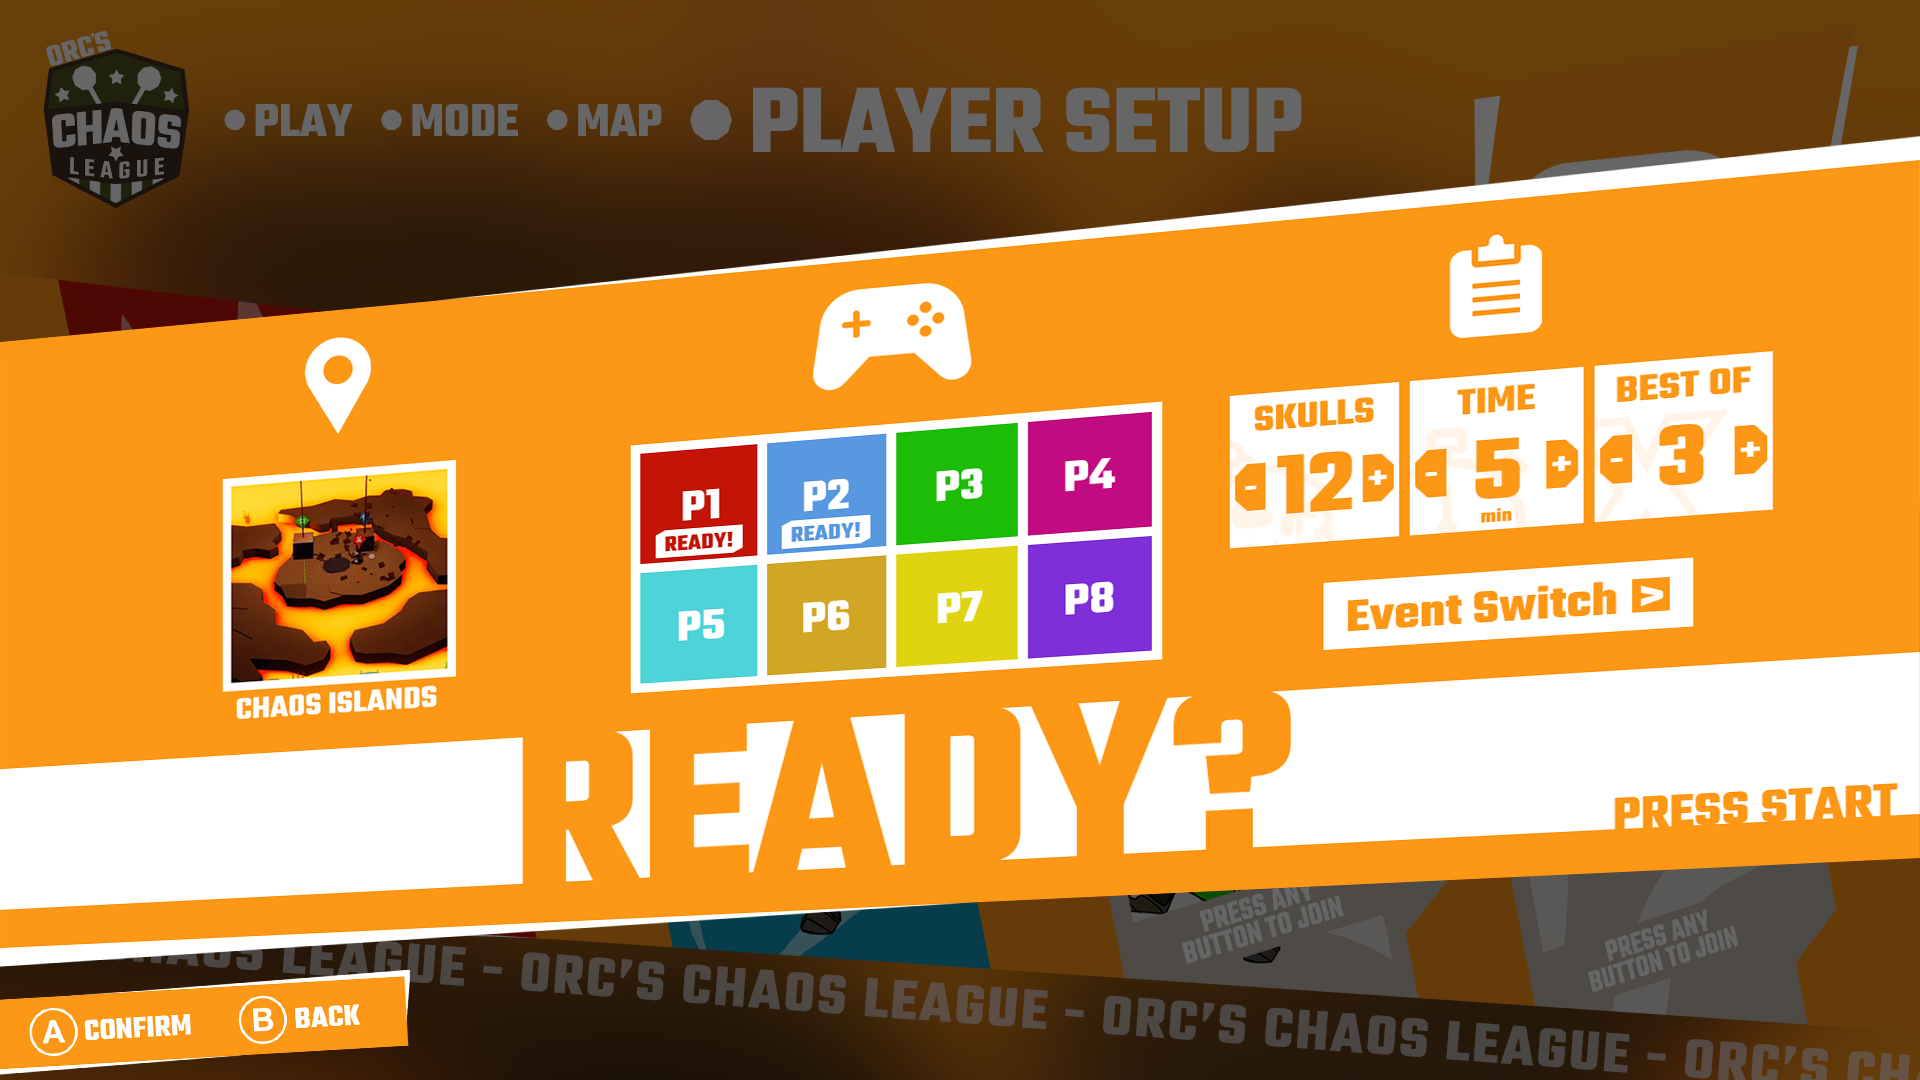 ORC'S
CHAOS
LEAGUE
PLAY MODE MAP PLAYER SETUP
CHAOS ISLANDS
P1
READY!
P2
READY!
P3
P4
P5
P6
P7
P8
SKULLS
- 12 +
TIME
- 5 +
min
BEST OF
- 3 +
Event Switch >
READY?
PRESS START
PRESS ANY
BUTTON TO JOIN
PRESS ANY
BUTTON TO JOIN
CHAOS LEAGUE - ORC'S CHAOS LEAGUE - ORC'S CHAOS LEAGUE - ORC'S CH
A CONFIRM B BACK